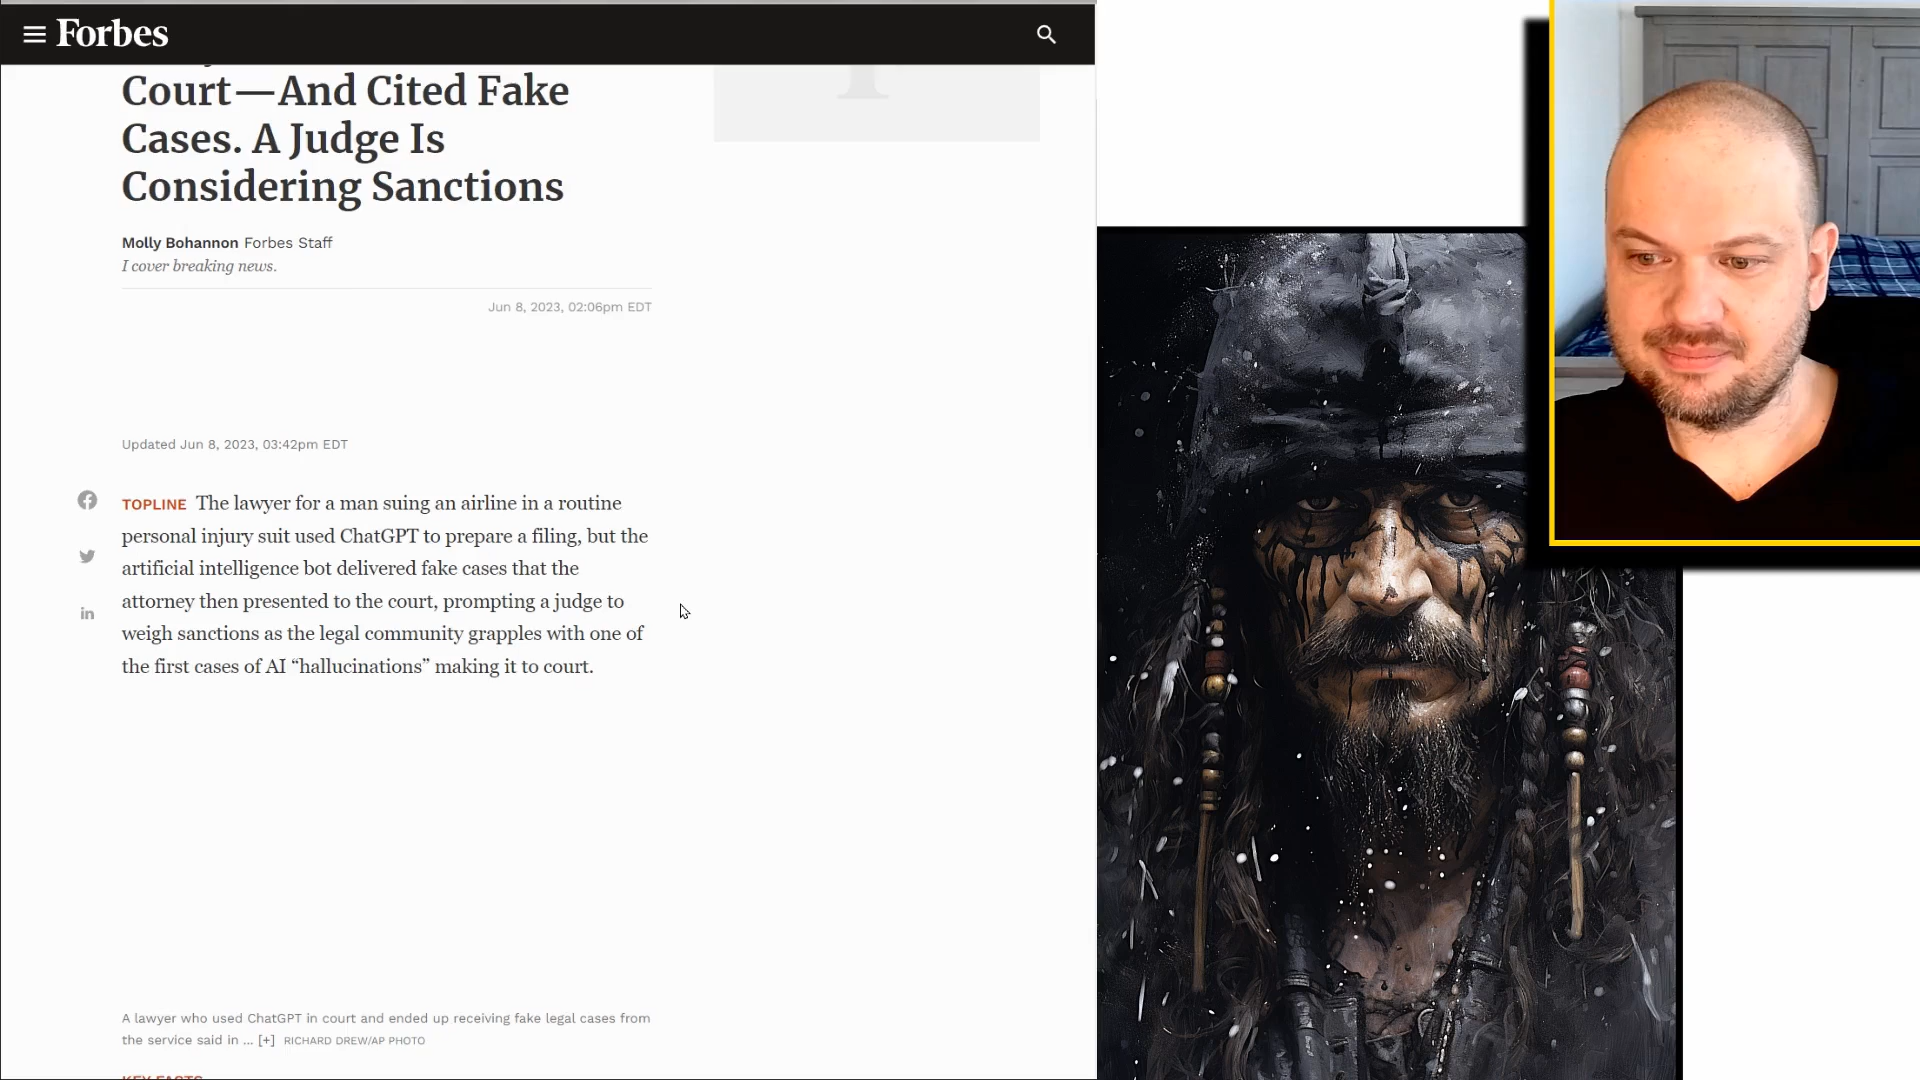 Forbes
Court—And Cited Fake
Cases. A Judge Is
Considering Sanctions
Molly Bohannon Forbes Staff
I cover breaking news.
Jun 8, 2023, 02:06pm EDT
Updated Jun 8, 2023, 03:42pm EDT
TOPLINE The lawyer for a man suing an airline in a routine
personal injury suit used ChatGPT to prepare a filing, but the
artificial intelligence bot delivered fake cases that the
attorney then presented to the court, prompting a judge to
weigh sanctions as the legal community grapples with one of
the first cases of AI “hallucinations” making it to court.
A lawyer who used ChatGPT in court and ended up receiving fake legal cases from
the service said in ... [+] RICHARD DREW/AP PHOTO
KEY FACTS